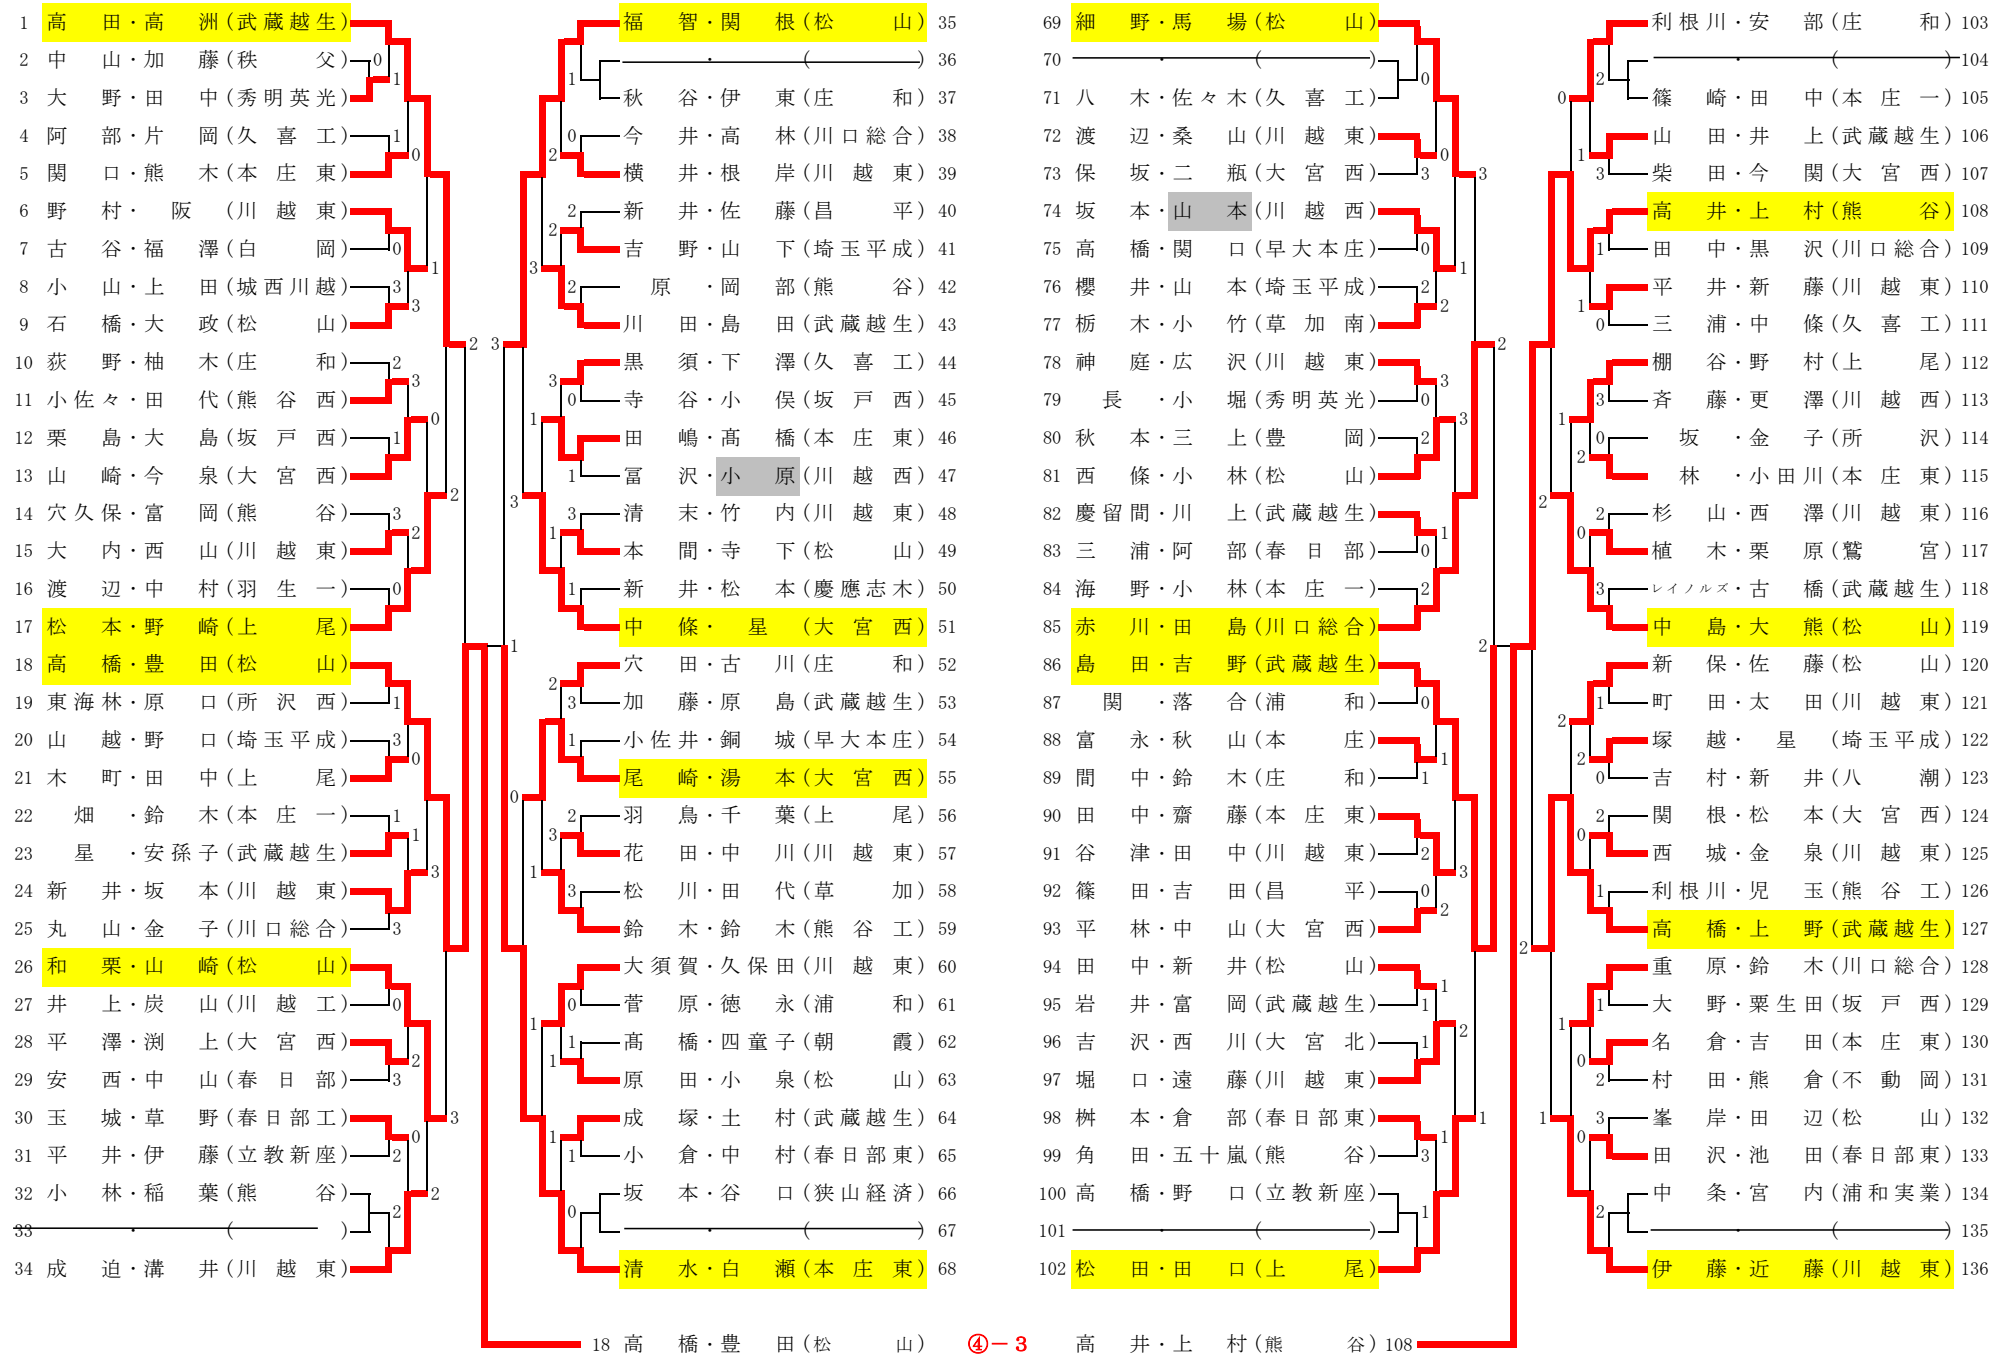 1 高田・高洲(武蔵越生)
2 中山・加藤(秩父)
3 大野・田中(秀明英光)
4 阿部・片岡(久喜工)
5 関口・熊木(本庄東)
6 野村・阪(川越東)
7 古谷・福澤(白岡)
8 小山・上田(城西川越)
9 石橋・大政(松山)
10 荻野・柚木(庄和)
11 小佐々・田代(熊谷西)
12 栗島・大島(坂戸西)
13 山崎・今泉(大宮西)
14 穴久保・富岡(熊谷)
15 大内・西山(川越東)
16 渡辺・中村(羽生一)
17 松本・野崎(上尾)
18 高橋・豊田(松山)
19 東海林・原口(所沢西)
20 山越・野口(埼玉平成)
21 木町・田中(上尾)
22 畑・鈴木(本庄一)
23 星・安孫子(武蔵越生)
24 新井・坂本(川越東)
25 丸山・金子(川口総合)
26 和栗・山崎(松山)
27 井上・炭山(川越工)
28 平澤・渕上(大宮西)
29 安西・中山(春日部)
30 玉城・草野(春日部工)
31 平井・伊藤(立教新座)
32 小林・稲葉(熊谷)
33 ・( )
34 成迫・溝井(川越東)
福智・関根(松山) 35
・( ) 36
秋谷・伊東(庄和) 37
今井・高林(川口総合) 38
横井・根岸(川越東) 39
新井・佐藤(昌平) 40
吉野・山下(埼玉平成) 41
原・岡部(熊谷) 42
川田・島田(武蔵越生) 43
黒須・下澤(久喜工) 44
寺谷・小俣(坂戸西) 45
田嶋・髙橋(本庄東) 46
冨沢・小原(川越西) 47
清末・竹内(川越東) 48
本間・寺下(松山) 49
新井・松本(慶應志木) 50
中條・星(大宮西) 51
穴田・古川(庄和) 52
加藤・原島(武蔵越生) 53
小佐井・銅城(早大本庄) 54
尾崎・湯本(大宮西) 55
羽鳥・千葉(上尾) 56
花田・中川(川越東) 57
松川・田代(草加) 58
鈴木・鈴木(熊谷工) 59
大須賀・久保田(川越東) 60
菅原・徳永(浦和) 61
髙橋・四童子(朝霞) 62
原田・小泉(松山) 63
成塚・土村(武蔵越生) 64
小倉・中村(春日部東) 65
坂本・谷口(狭山経済) 66
・( ) 67
清水・白瀬(本庄東) 68
69 細野・馬場(松山)
70 ・( )
71 八木・佐々木(久喜工)
72 渡辺・桑山(川越東)
73 保坂・二瓶(大宮西)
74 坂本・山本(川越西)
75 高橋・関口(早大本庄)
76 櫻井・山本(埼玉平成)
77 栃木・小竹(草加南)
78 神庭・広沢(川越東)
79 長・小堀(秀明英光)
80 秋本・三上(豊岡)
81 西條・小林(松山)
82 慶留間・川上(武蔵越生)
83 三浦・阿部(春日部)
84 海野・小林(本庄一)
85 赤川・田島(川口総合)
86 島田・吉野(武蔵越生)
87 関・落合(浦和)
88 富永・秋山(本庄)
89 間中・鈴木(庄和)
90 田中・齋藤(本庄東)
91 谷津・田中(川越東)
92 篠田・吉田(昌平)
93 平林・中山(大宮西)
94 田中・新井(松山)
95 岩井・富岡(武蔵越生)
96 吉沢・西川(大宮北)
97 堀口・遠藤(川越東)
98 桝本・倉部(春日部東)
99 角田・五十嵐(熊谷)
100 高橋・野口(立教新座)
101 ・( )
102 松田・田口(上尾)
利根川・安部(庄和) 103
・( ) 104
篠崎・田中(本庄一) 105
山田・井上(武蔵越生) 106
柴田・今関(大宮西) 107
高井・上村(熊谷) 108
田中・黒沢(川口総合) 109
平井・新藤(川越東) 110
三浦・中條(久喜工) 111
棚谷・野村(上尾) 112
斉藤・更澤(川越西) 113
坂・金子(所沢) 114
林・小田川(本庄東) 115
杉山・西澤(川越東) 116
植木・栗原(鷲宮) 117
レイノルズ・古橋(武蔵越生) 118
中島・大熊(松山) 119
新保・佐藤(松山) 120
町田・太田(川越東) 121
塚越・星(埼玉平成) 122
吉村・新井(八潮) 123
関根・松本(大宮西) 124
西城・金泉(川越東) 125
利根川・児玉(熊谷工) 126
高橋・上野(武蔵越生) 127
重原・鈴木(川口総合) 128
大野・粟生田(坂戸西) 129
名倉・吉田(本庄東) 130
村田・熊倉(不動岡) 131
峯岸・田辺(松山) 132
田沢・池田(春日部東) 133
中条・宮内(浦和実業) 134
・( ) 135
伊藤・近藤(川越東) 136
18 高橋・豊田(松山) ④－3 高井・上村(熊谷) 108